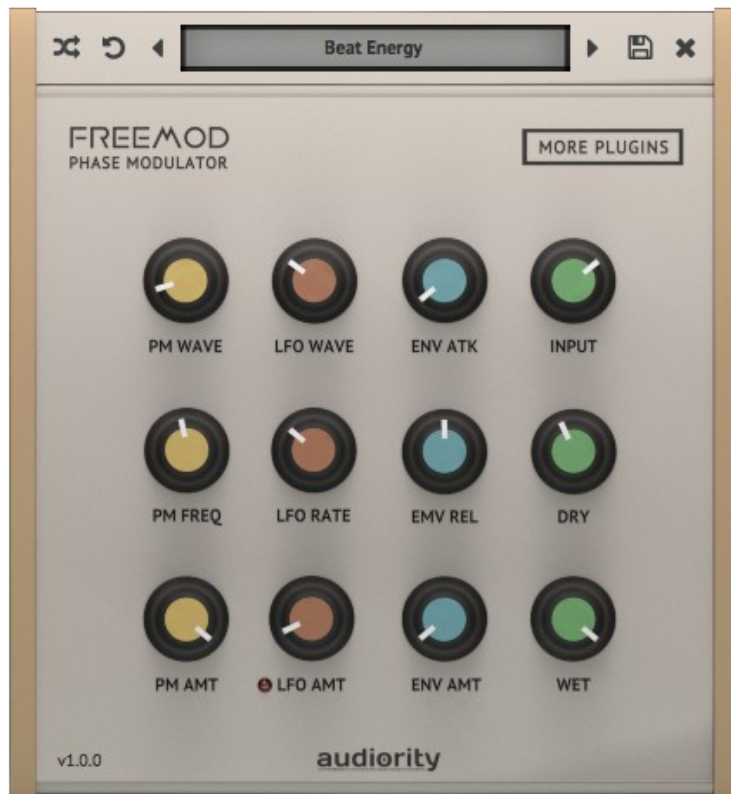 Beat Energy
FREEMOD
PHASE MODULATOR
MORE PLUGINS
PM WAVE
LFO WAVE
ENV ATK
INPUT
PM FREQ
LFO RATE
EMV REL
DRY
PM AMT
LFO AMT
ENV AMT
WET
v1.0.0
audiority